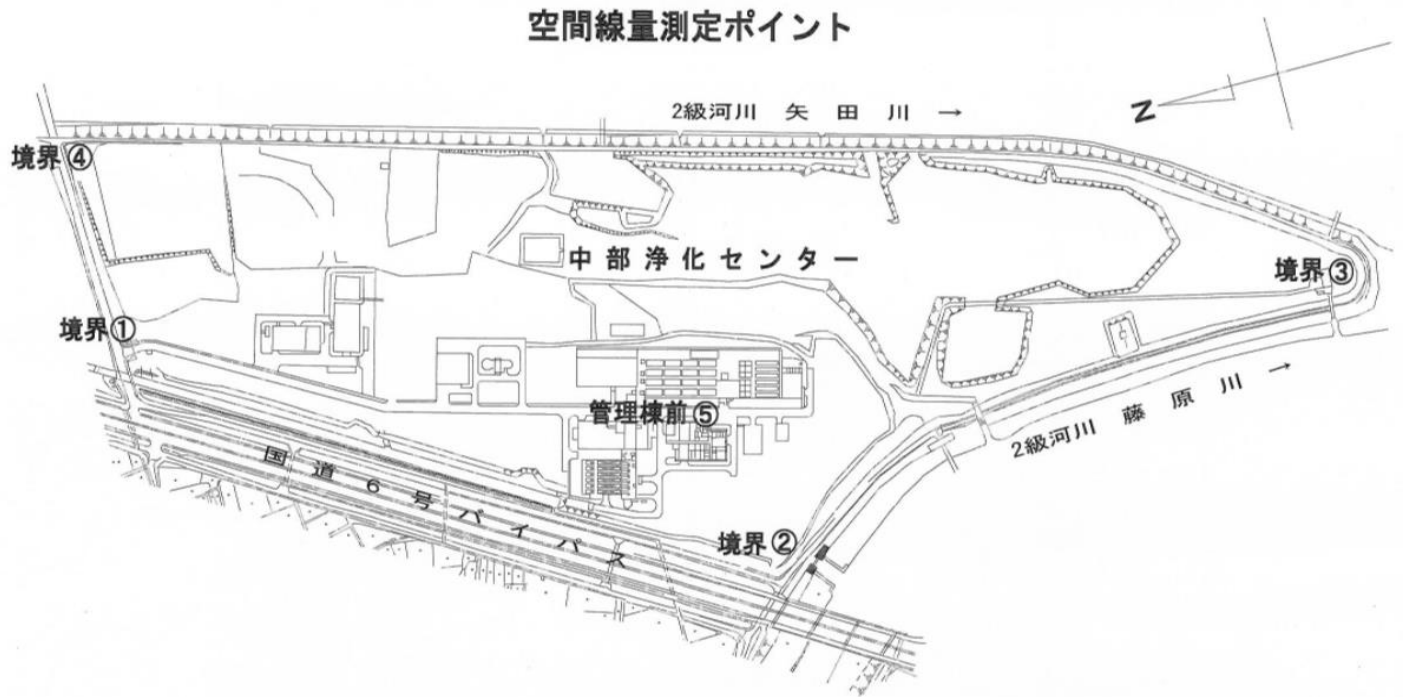 空間線量測定ポイント
2級河川 矢田川 →
N
境界④
中部浄化センター
境界③
境界①
管理棟前⑤
2級河川 藤原川 →
国道6号バイパス
境界②